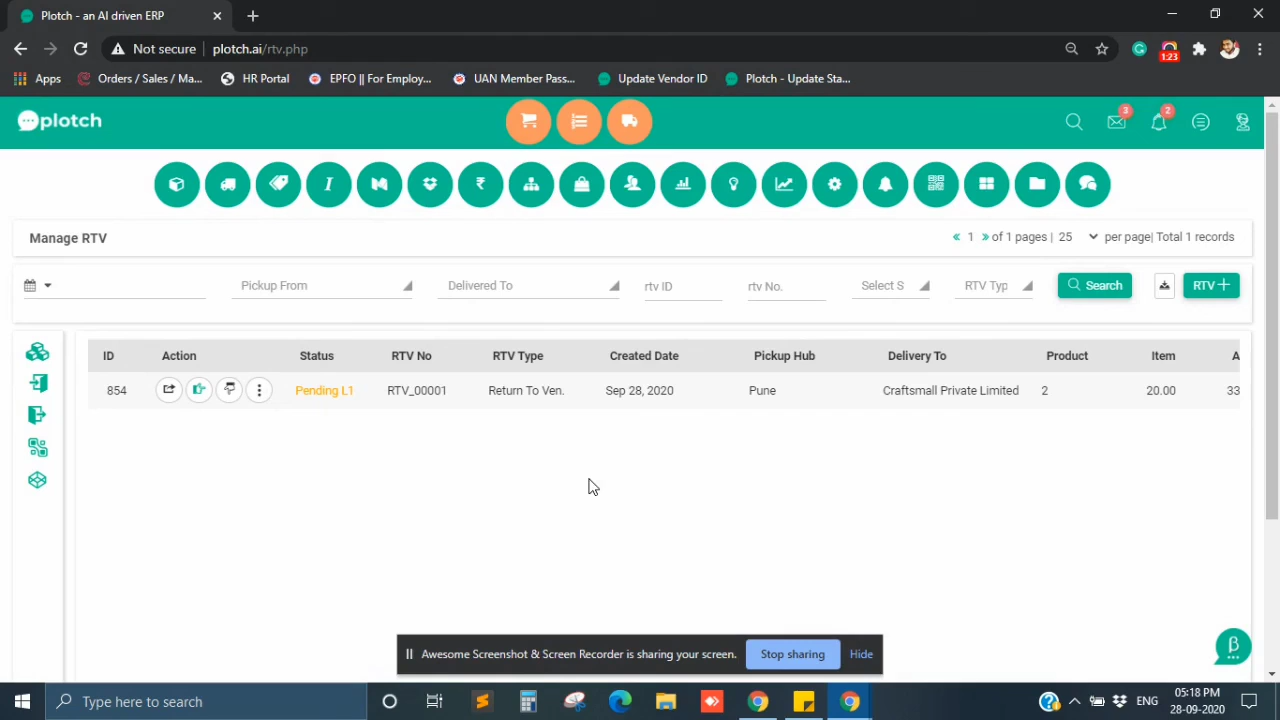 Plotch - an AI driven ERP
Not secure
plotch.ai/rtv.php
1:23
Apps
Orders / Sales / Ma...
HR Portal
EPFO || For Employ...
UAN Member Pass...
Update Vendor ID
Plotch - Update Sta...
plotch
3
2
Manage RTV
« 1 » of 1 pages | 25 per page| Total 1 records
Pickup From
Delivered To
rtv ID
rtv No.
Select S
RTV Typ
Search
RTV+
ID Action Status RTV No RTV Type Created Date Pickup Hub Delivery To Product Item A
854 Pending L1 RTV_00001 Return To Ven. Sep 28, 2020 Pune Craftsmall Private Limited 2 20.00 33
β
Awesome Screenshot & Screen Recorder is sharing your screen.
Stop sharing
Hide
Type here to search
ENG
05:18 PM
28-09-2020